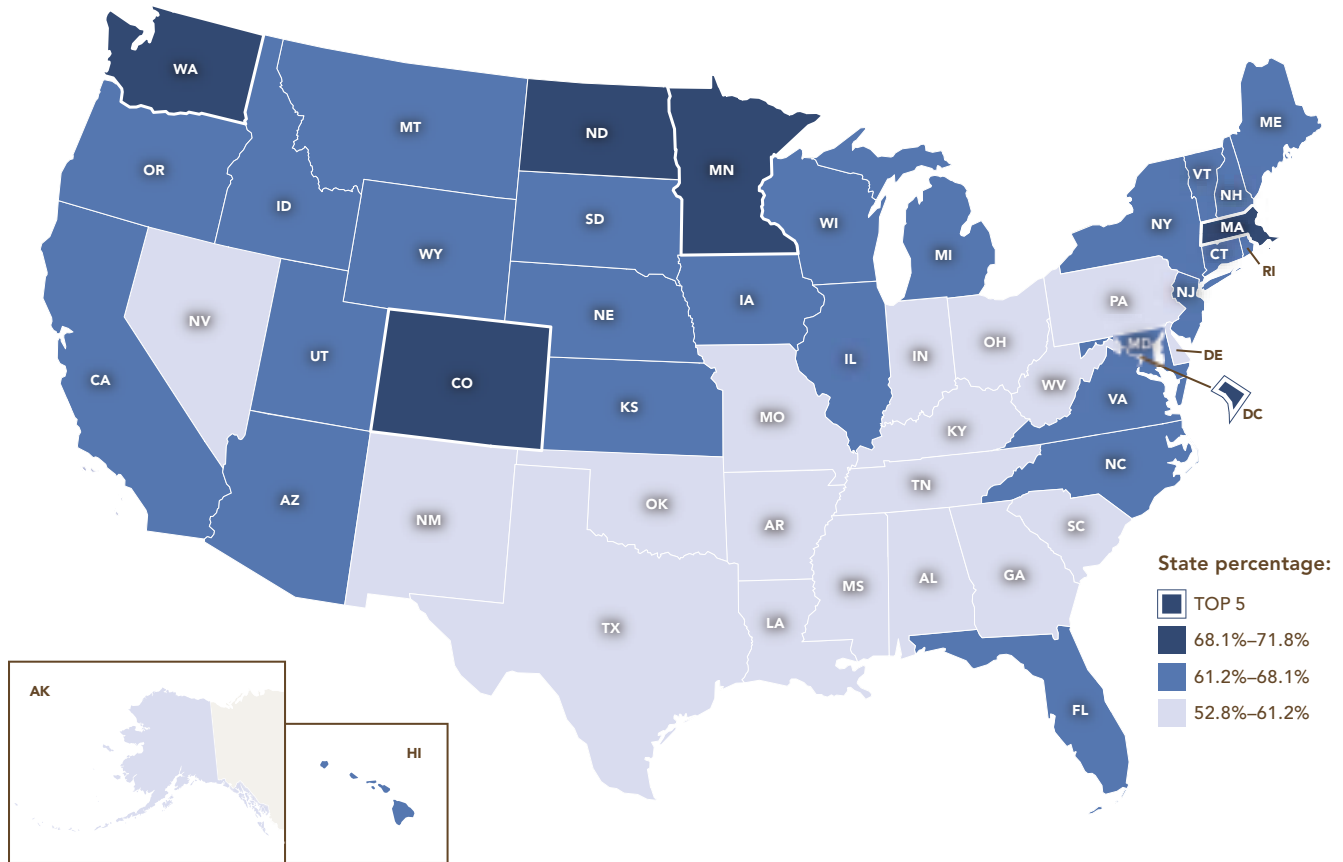 WA
MT
ND
MN
OR
ID
SD
WI
WY
MI
NY
VT
NH
ME
MA
CT
RI
NV
UT
NE
IA
PA
NJ
CA
CO
KS
IL
IN
OH
MD
DE
DC
MO
WV
VA
KY
AZ
NM
OK
AR
TN
NC
SC
TX
LA
MS
AL
GA
FL
AK
HI
State percentage:
TOP 5
68.1%–71.8%
61.2%–68.1%
52.8%–61.2%